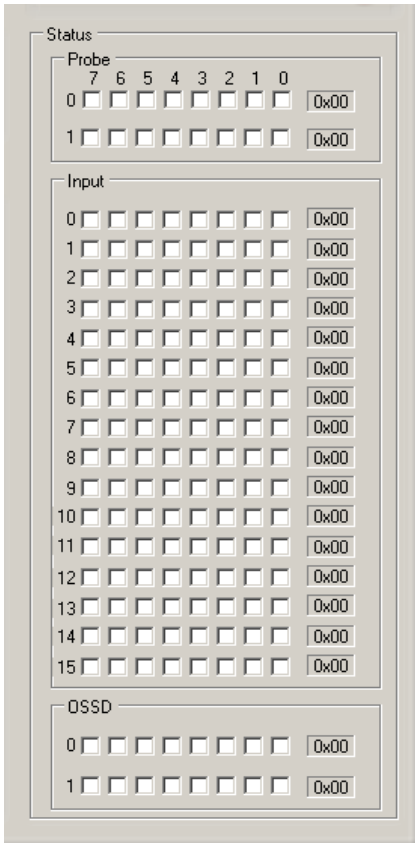 Status
Probe
7 6 5 4 3 2 1 0
0 0x00
1 0x00
Input
0 0x00
1 0x00
2 0x00
3 0x00
4 0x00
5 0x00
6 0x00
7 0x00
8 0x00
9 0x00
10 0x00
11 0x00
12 0x00
13 0x00
14 0x00
15 0x00
OSSD
0 0x00
1 0x00